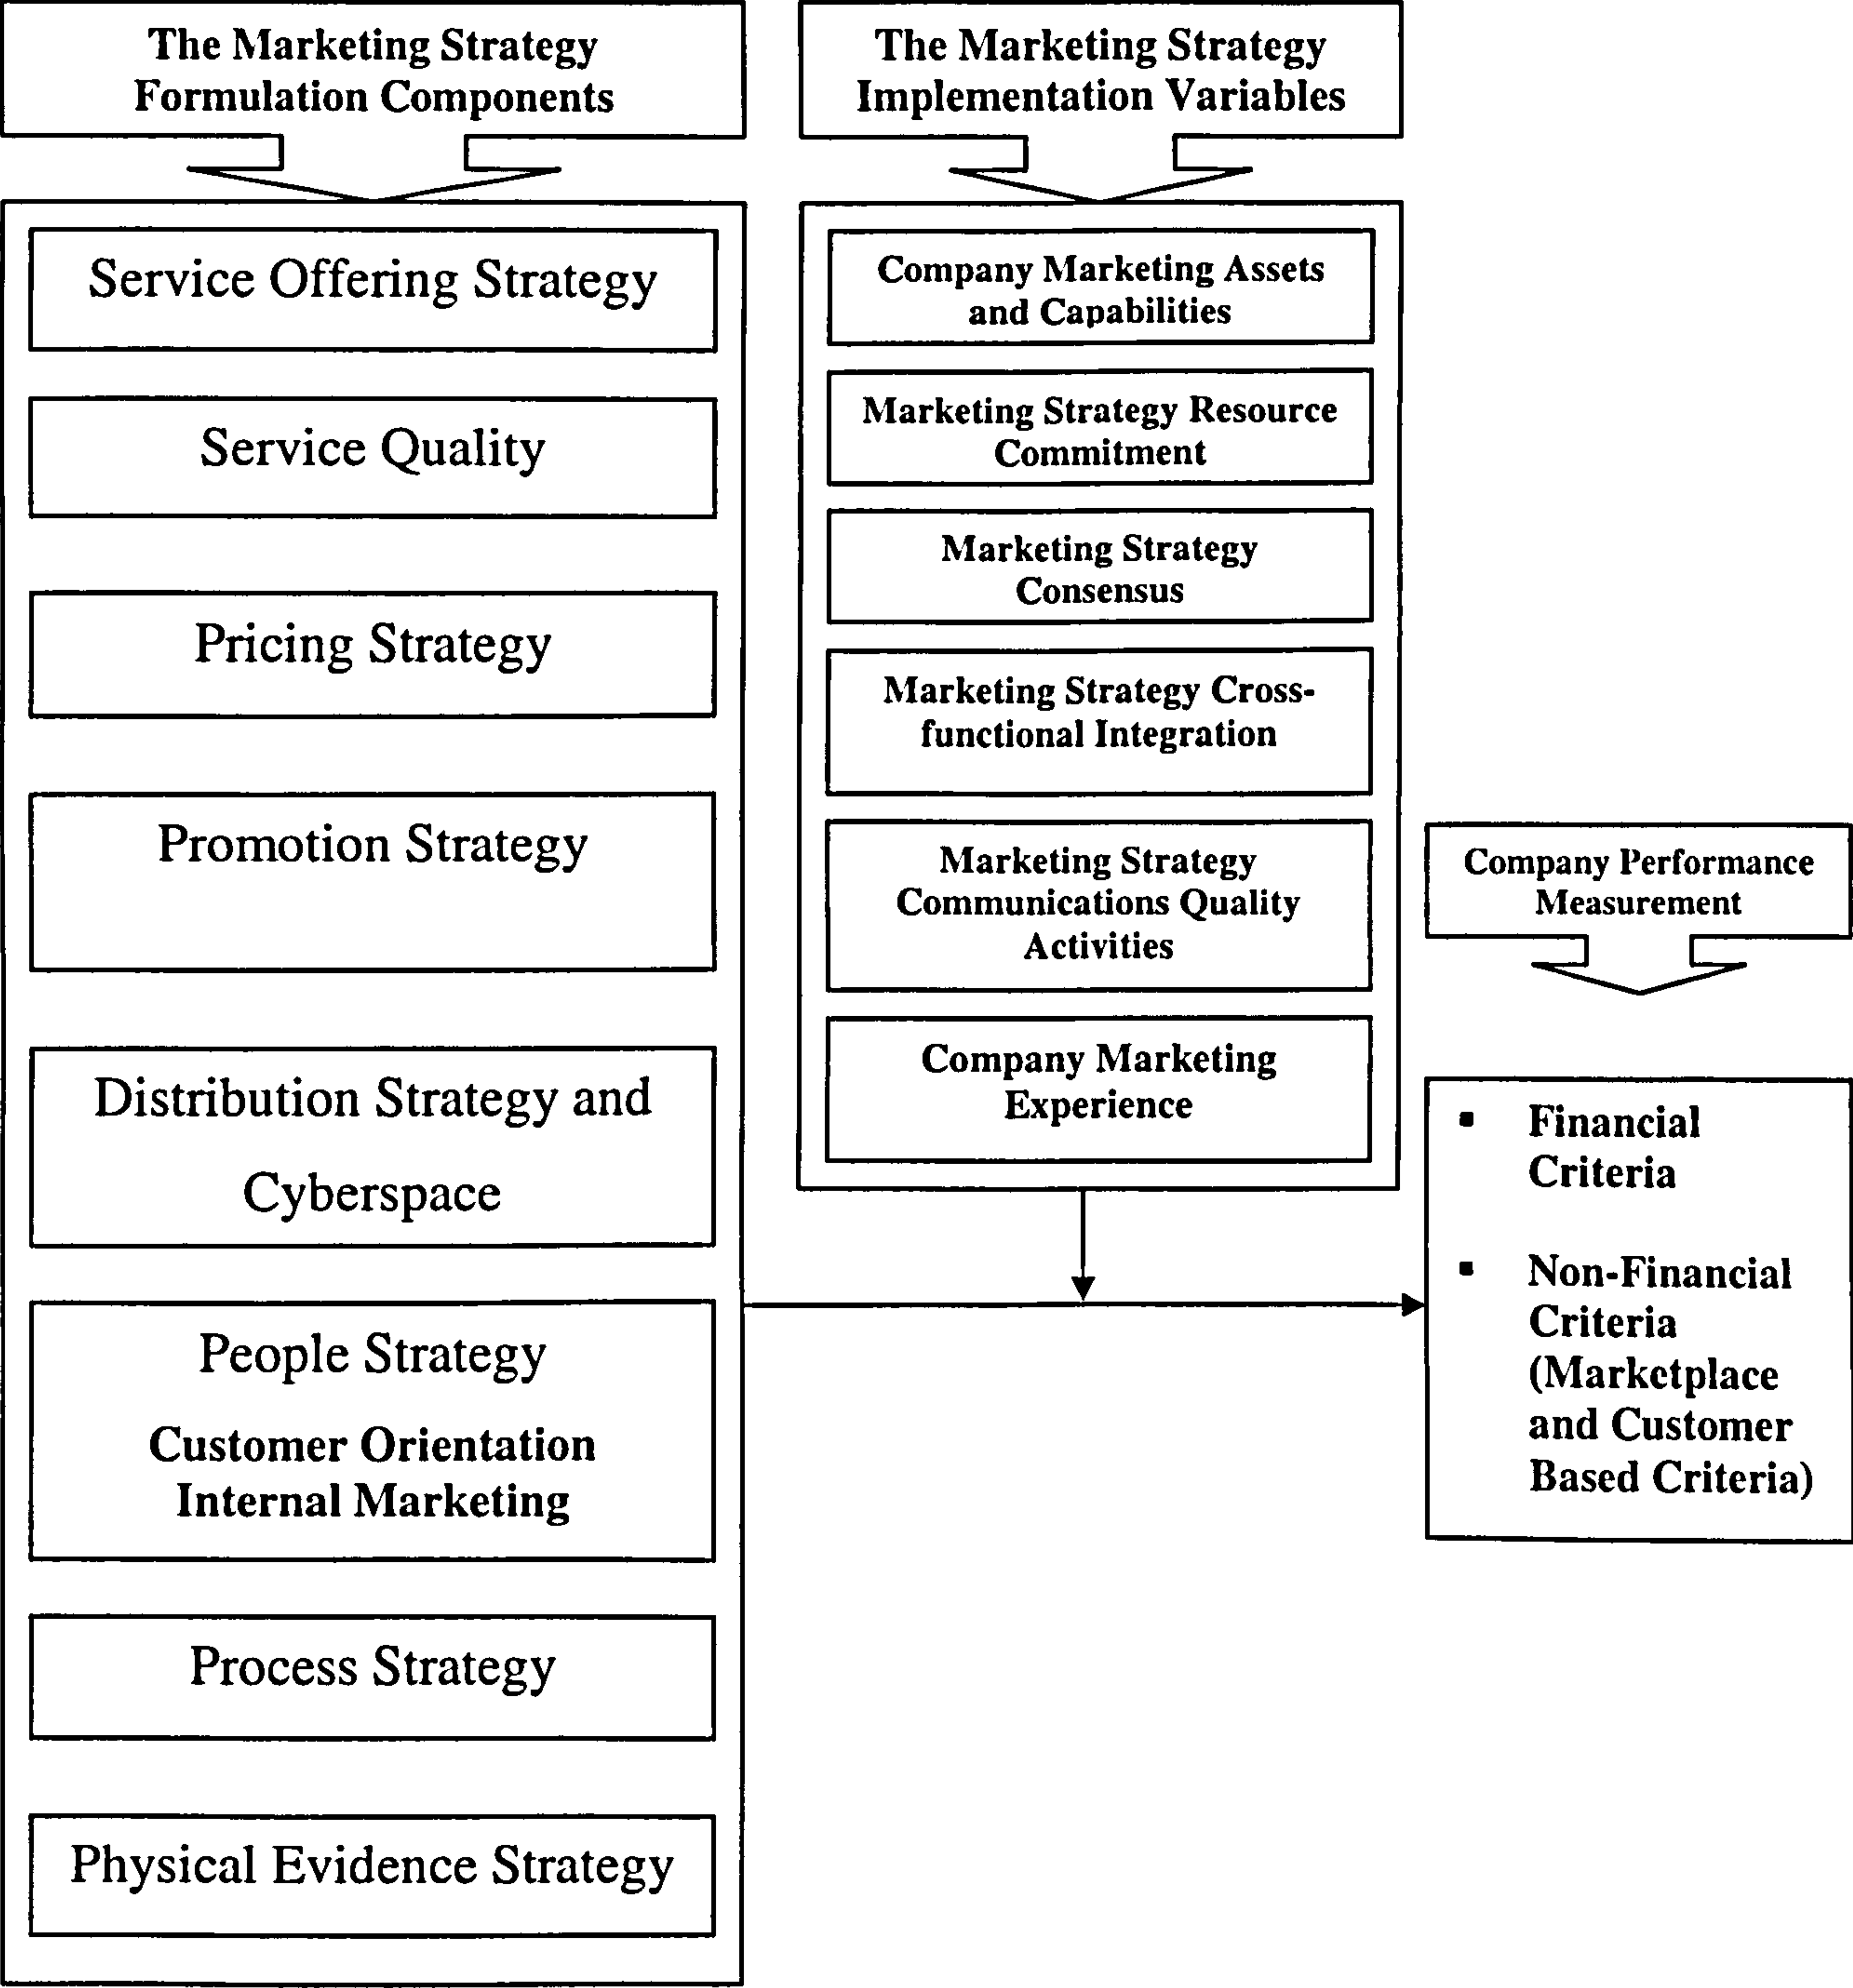 The Marketing Strategy
Formulation Components
Service Offering Strategy
Service Quality
Pricing Strategy
Promotion Strategy
Distribution Strategy and
Cyberspace
People Strategy
Customer Orientation
Internal Marketing
Process Strategy
Physical Evidence Strategy
The Marketing Strategy
Implementation Variables
Company Marketing Assets
and Capabilities
Marketing Strategy Resource
Commitment
Marketing Strategy
Consensus
Marketing Strategy Cross-
functional Integration
Marketing Strategy
Communications Quality
Activities
Company Marketing
Experience
Company Performance
Measurement
▪ Financial
Criteria
▪ Non-Financial
Criteria
(Marketplace
and Customer
Based Criteria)